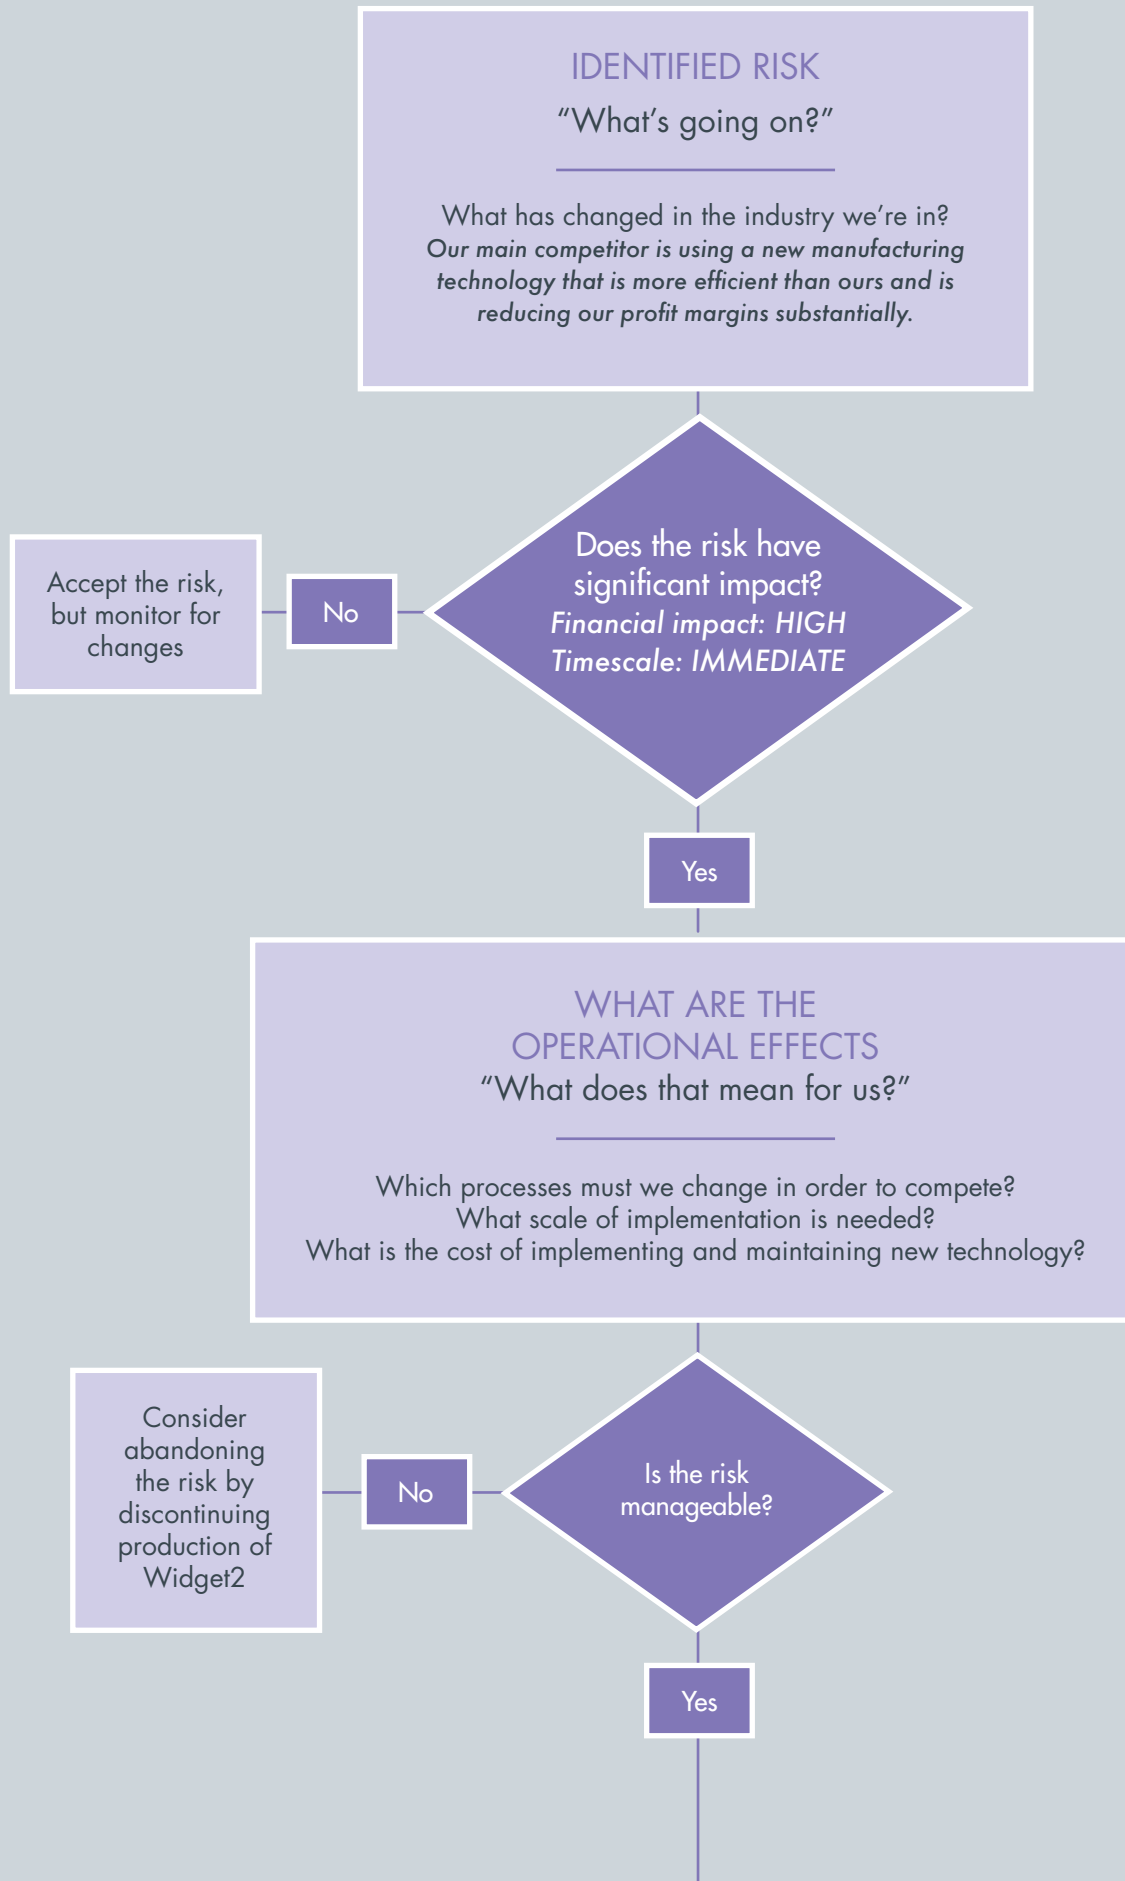 IDENTIFIED RISK
“What’s going on?”
What has changed in the industry we’re in?
Our main competitor is using a new manufacturing
technology that is more efficient than ours and is
reducing our profit margins substantially.
Does the risk have
significant impact?
Financial impact: HIGH
Timescale: IMMEDIATE
No
Accept the risk,
but monitor for
changes
Yes
WHAT ARE THE
OPERATIONAL EFFECTS
“What does that mean for us?”
Which processes must we change in order to compete?
What scale of implementation is needed?
What is the cost of implementing and maintaining new technology?
Is the risk
manageable?
No
Consider
abandoning
the risk by
discontinuing
production of
Widget2
Yes